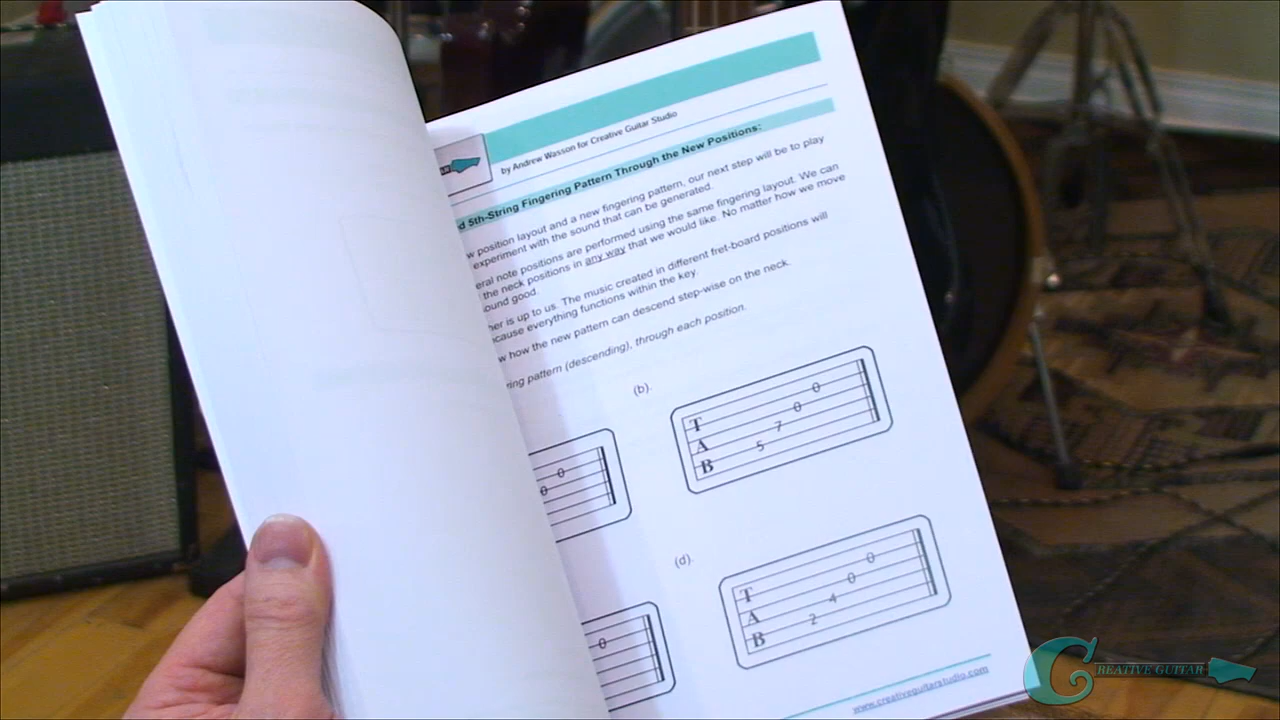 by Andrew Wasson for Creative Guitar Studio
5th-String Fingering Pattern Through the New Positions:
position layout and a new fingering pattern, our next step will be to play
experiment with the sound that can be generated.
note positions are performed using the same fingering layout. We can
the neck positions in any way that we would like. No matter how we move
good.
is up to us. The music created in different fret-board positions will
because everything functions within the key.
how the new pattern can descend step-wise on the neck.
pattern (descending), through each position.
(b).
T
A
B
5 7 0 0
0 0
(d).
T
A
B
2 4 0 0
0
www.creativeguitarstudio.com
CREATIVE GUITAR